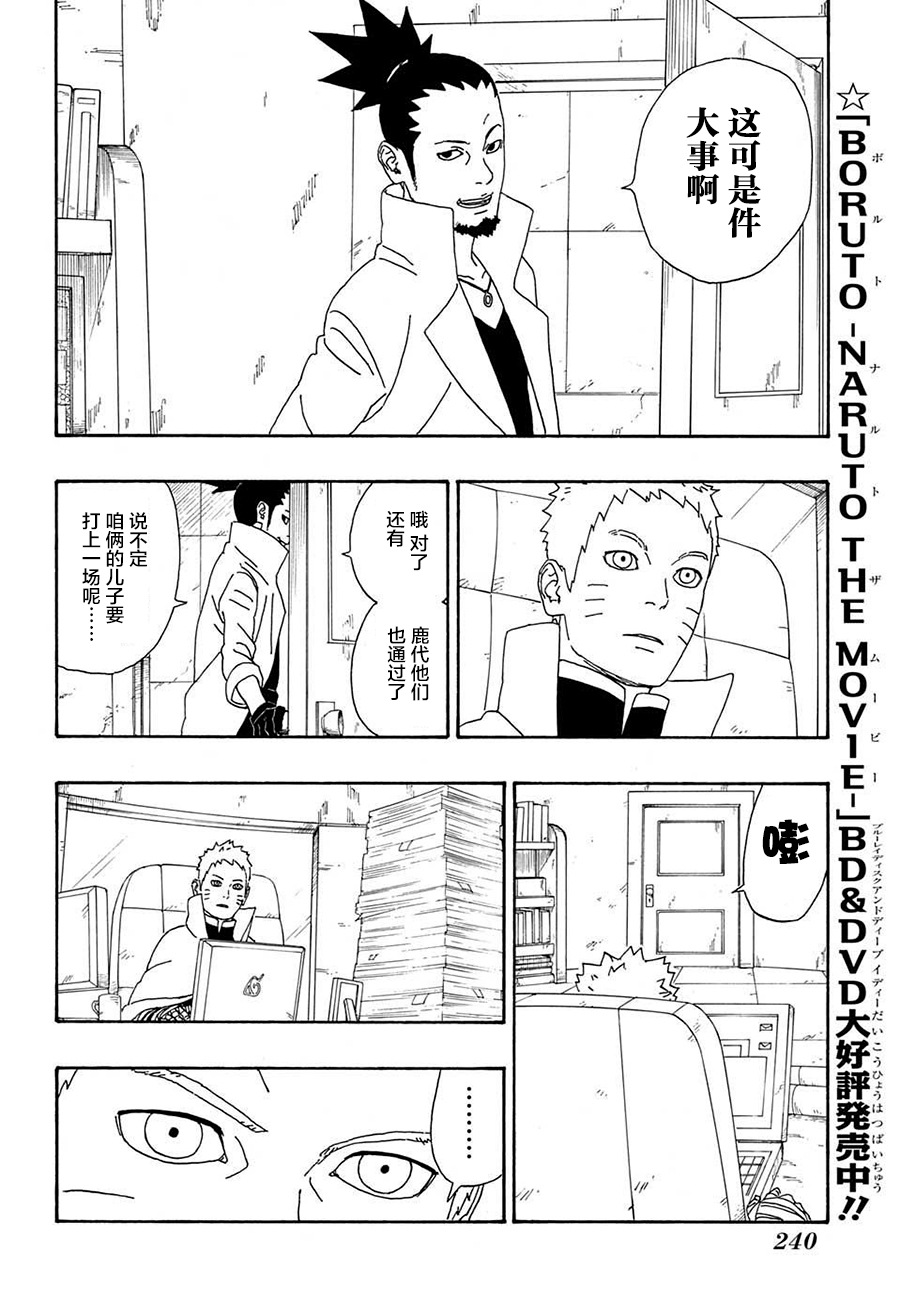 这可是件
大事啊
哦对了
还有
鹿代他们
也通过了
说不定
咱俩的儿子要
打上一场呢……
嘭
………
☆「BORUTO -NARUTO THE MOVIE-」BD&DVD大好評発売中!!
ボルト ナルト ザ ムービー ブルーレイディスクアンドディーブイディーだいこうひょうはつばいちゅう
240